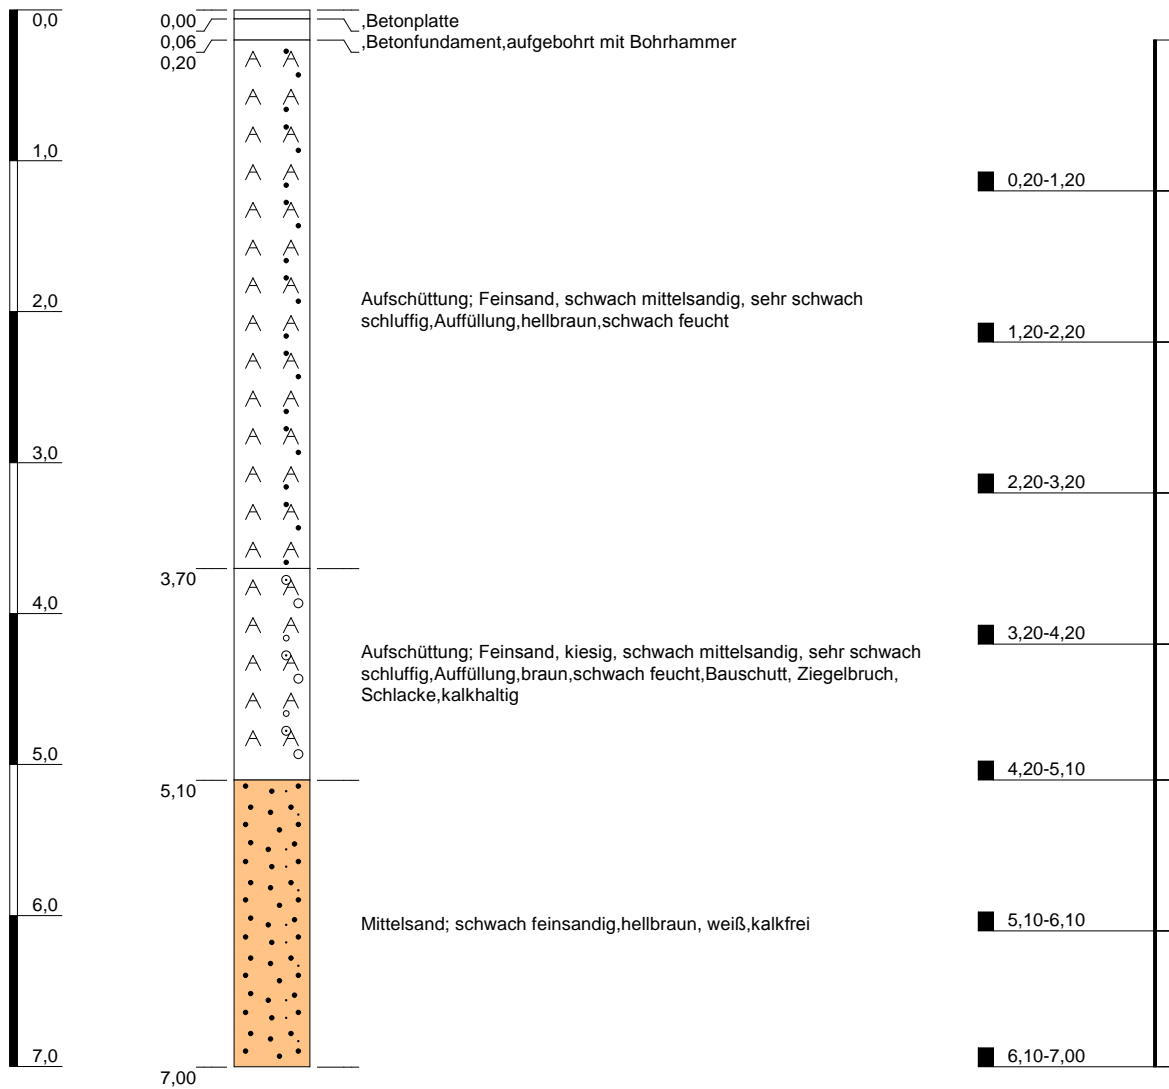 0,0
0,00
,Betonplatte
0,06
,Betonfundament,aufgebohrt mit Bohrhammer
0,20
1,0
0,20-1,20
2,0
Aufschüttung; Feinsand, schwach mittelsandig, sehr schwach
schluffig,Auffüllung,hellbraun,schwach feucht
1,20-2,20
3,0
2,20-3,20
3,70
4,0
3,20-4,20
Aufschüttung; Feinsand, kiesig, schwach mittelsandig, sehr schwach
schluffig,Auffüllung,braun,schwach feucht,Bauschutt, Ziegelbruch,
Schlacke,kalkhaltig
5,0
4,20-5,10
5,10
6,0
Mittelsand; schwach feinsandig,hellbraun, weiß,kalkfrei
5,10-6,10
7,0
6,10-7,00
7,00